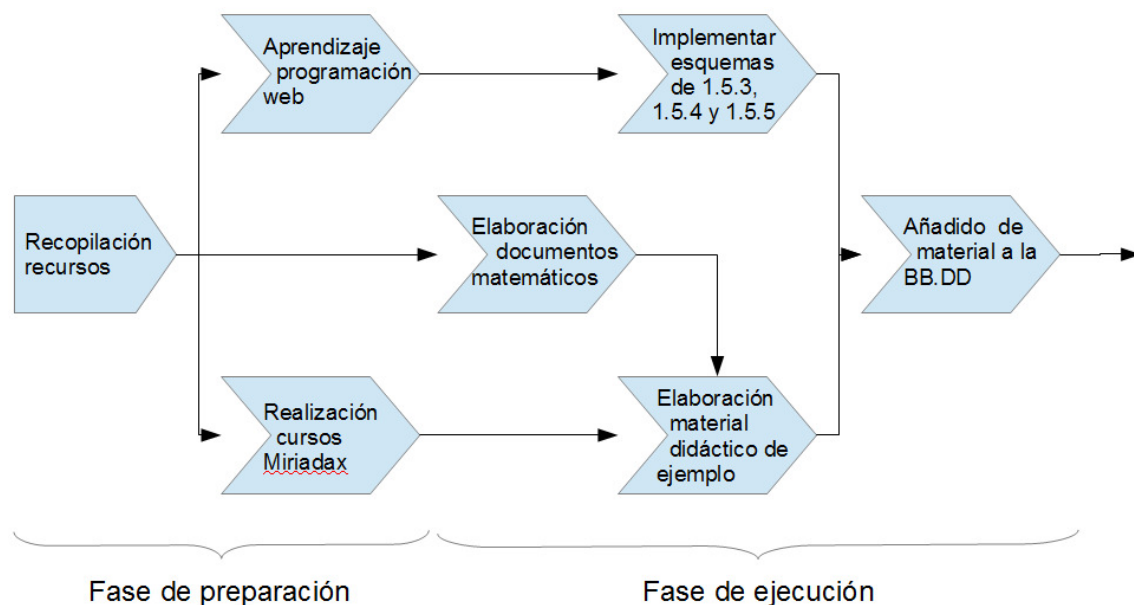 Aprendizaje
programación
web
Implementar
esquemas
de 1.5.3,
1.5.4 y 1.5.5
Recopilación
recursos
Elaboración
documentos
matemáticos
Añadido de
material a la
BB.DD
Realización
cursos
Miriadax
Elaboración
material
didáctico de
ejemplo
Fase de preparación
Fase de ejecución